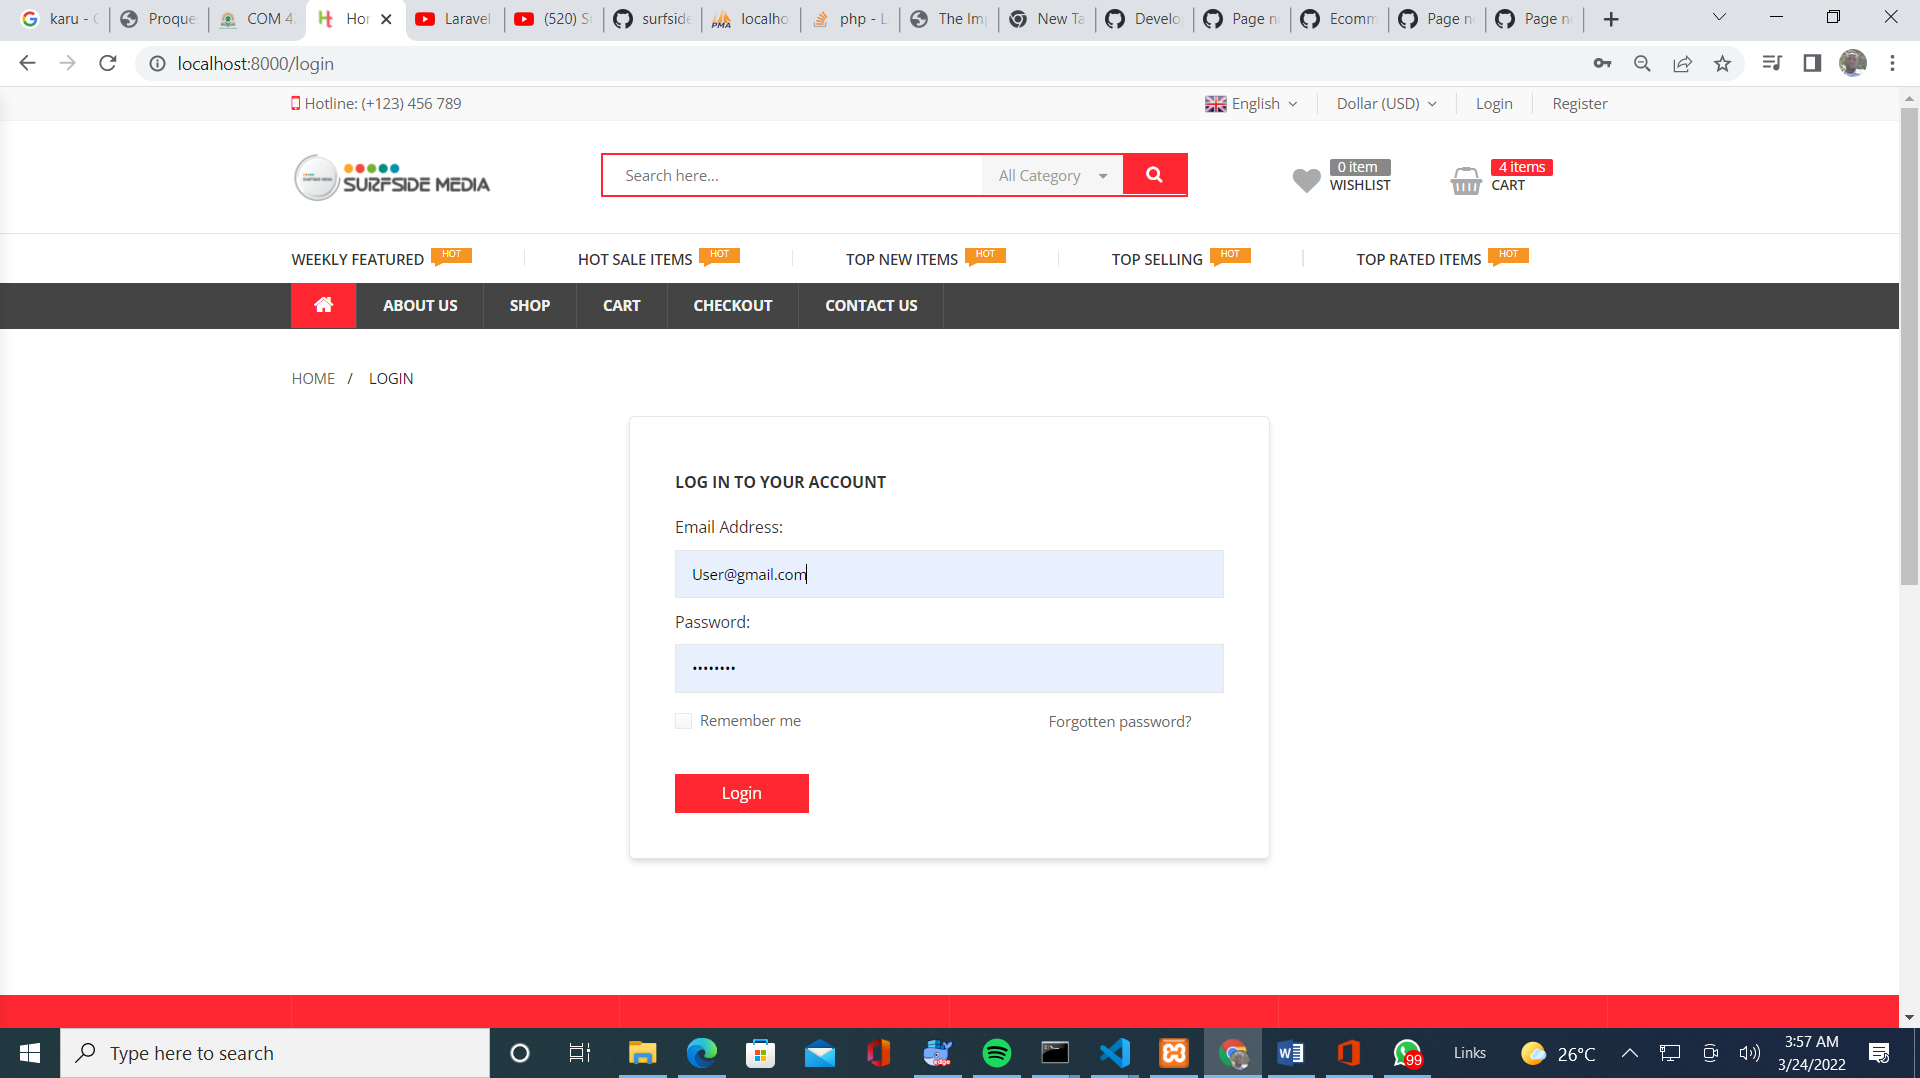 karu - 
Proque
COM 4
Hor
Laravel
(520) S
surfside
localho
php - L
The Imp
New Ta
Develo
Page n
Ecomm
Page n
Page n
localhost:8000/login
Hotline: (+123) 456 789
English
Dollar (USD)
Login
Register
SURFSIDE MEDIA
Search here...
All Category
0 item
WISHLIST
4 items
CART
WEEKLY FEATURED HOT
HOT SALE ITEMS HOT
TOP NEW ITEMS HOT
TOP SELLING HOT
TOP RATED ITEMS HOT
ABOUT US
SHOP
CART
CHECKOUT
CONTACT US
HOME / LOGIN
LOG IN TO YOUR ACCOUNT
Email Address:
User@gmail.com
Password:
••••••••
Remember me
Forgotten password?
Login
Type here to search
99
Links
26°C
3:57 AM
3/24/2022